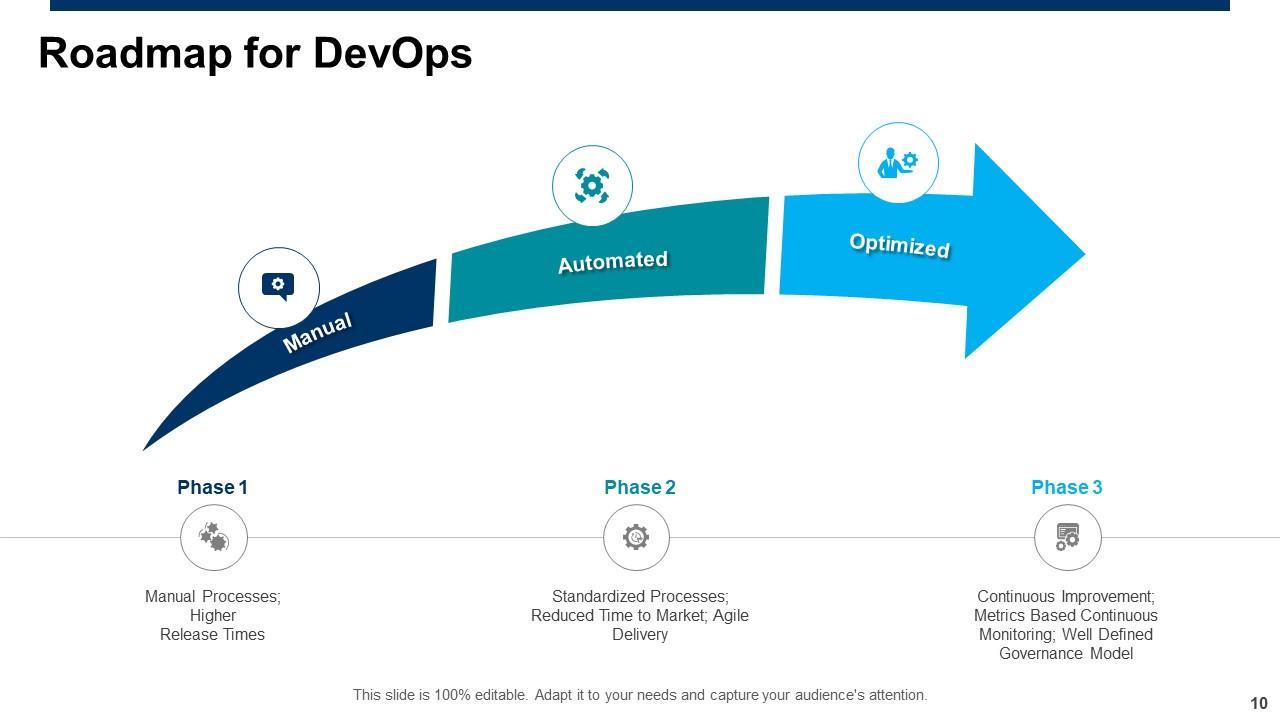 Roadmap for DevOps
Manual
Automated
Optimized
Phase 1
Manual Processes;
Higher
Release Times
Phase 2
Standardized Processes;
Reduced Time to Market; Agile
Delivery
Phase 3
Continuous Improvement;
Metrics Based Continuous
Monitoring; Well Defined
Governance Model
This slide is 100% editable. Adapt it to your needs and capture your audience's attention.
10